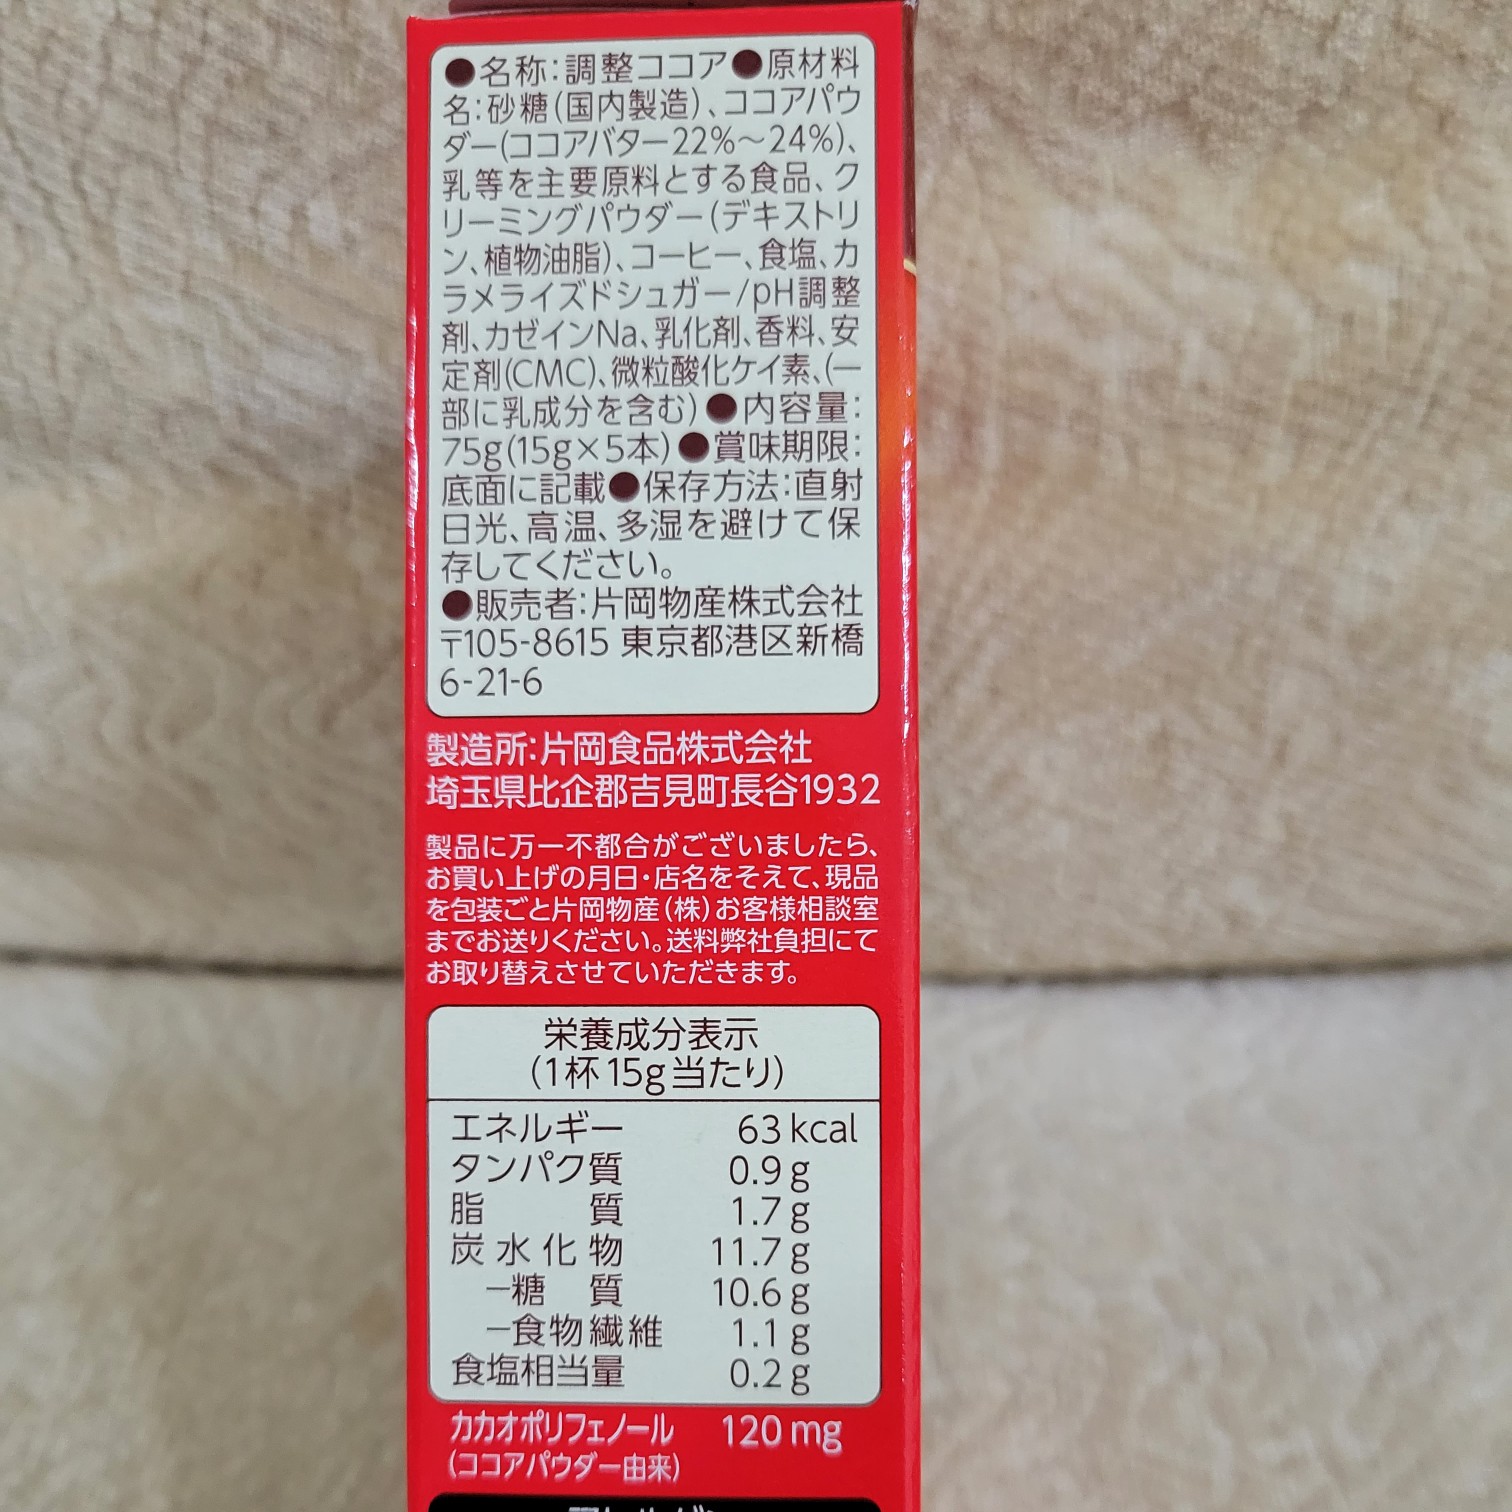 ●名称:調整ココア●原材料
名:砂糖(国内製造)、ココアパウ
ダー(ココアバター22%～24%)、
乳等を主要原料とする食品、ク
リーミングパウダー(デキストリ
ン、植物油脂)、コーヒー、食塩、カ
ラメライズドシュガー/pH調整
剤、カゼインNa、乳化剤、香料、安
定剤(CMC)、微粒酸化ケイ素、(一
部に乳成分を含む)●内容量:
75g(15g×5本)●賞味期限:
底面に記載●保存方法:直射
日光、高温、多湿を避けて保
存してください。
●販売者:片岡物産株式会社
〒105-8615 東京都港区新橋
6-21-6
製造所:片岡食品株式会社
埼玉県比企郡吉見町長谷1932
製品に万一不都合がございましたら、
お買い上げの月日・店名をそえて、現品
を包装ごと片岡物産(株)お客様相談室
までお送りください。送料弊社負担にて
お取り替えさせていただきます。
栄養成分表示
(1杯15g当たり)
エネルギー 63kcal
タンパク質 0.9g
脂質 1.7g
炭水化物 11.7g
−糖質 10.6g
−食物繊維 1.1g
食塩相当量 0.2g
カカオポリフェノール 120mg
(ココアパウダー由来)